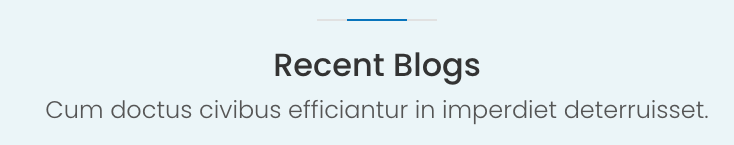 Recent Blogs
Cum doctus civibus efficiantur in imperdiet deterruisset.